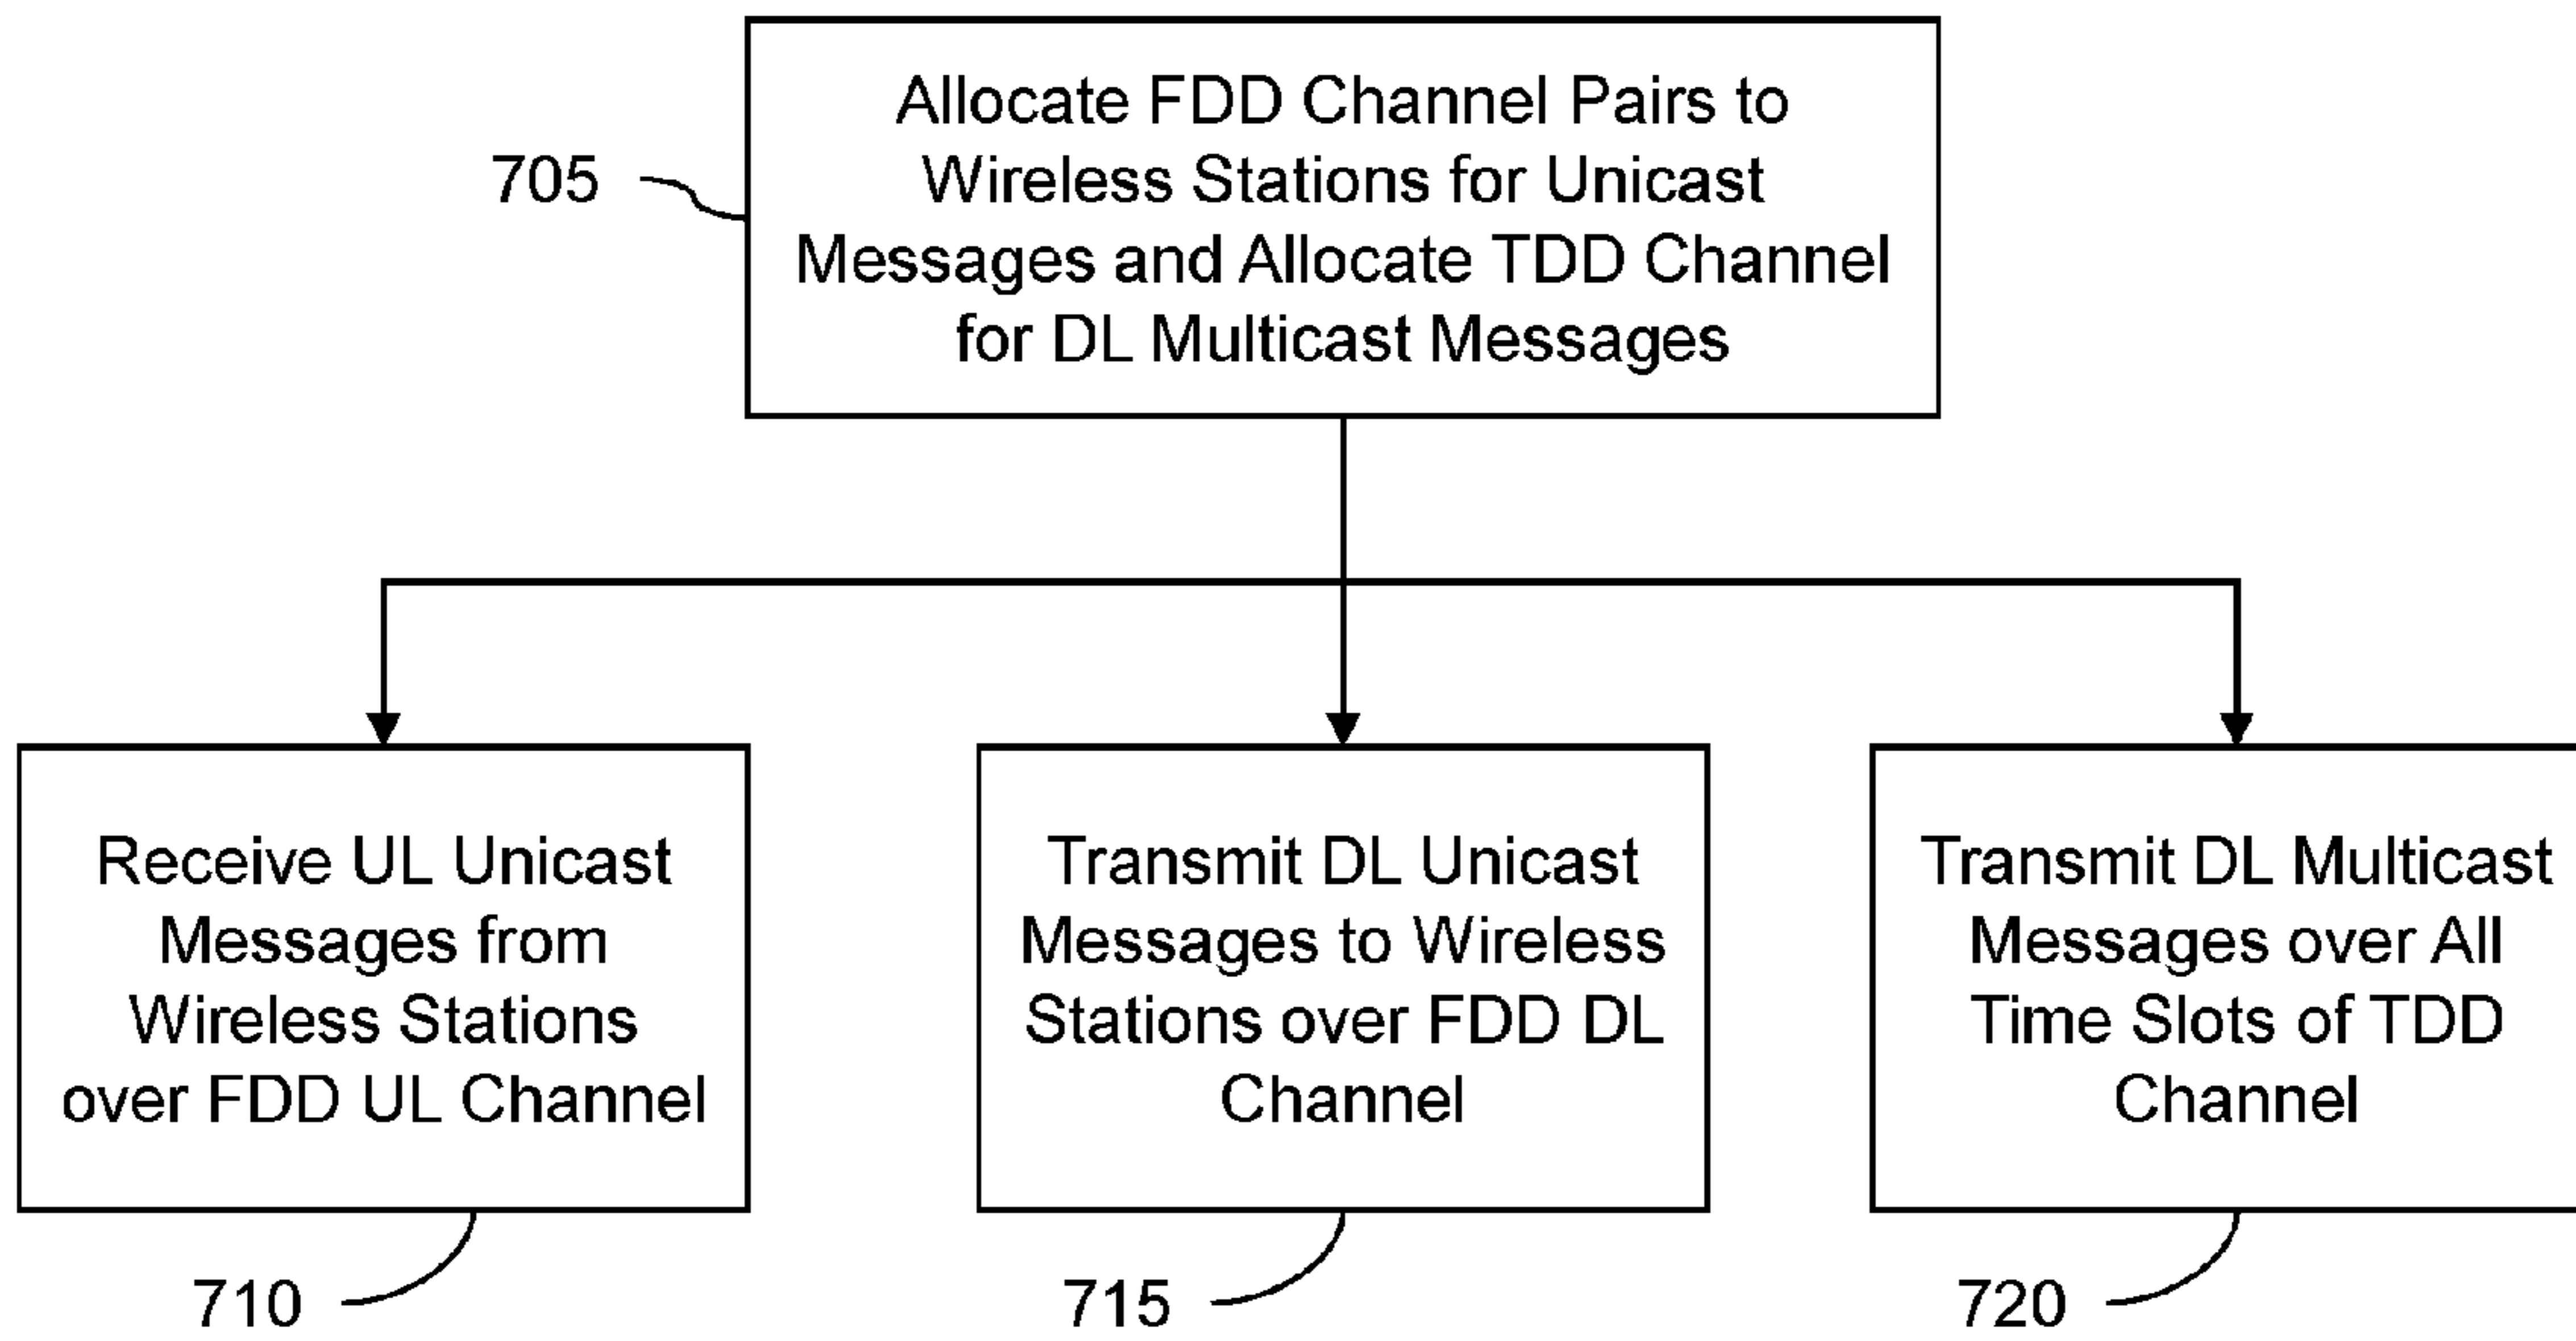 Allocate FDD Channel Pairs to
Wireless Stations for Unicast
Messages and Allocate TDD Channel
for DL Multicast Messages
705
Receive UL Unicast
Messages from
Wireless Stations
over FDD UL Channel
710
Transmit DL Unicast
Messages to Wireless
Stations over FDD DL
Channel
715
Transmit DL Multicast
Messages over All
Time Slots of TDD
Channel
720